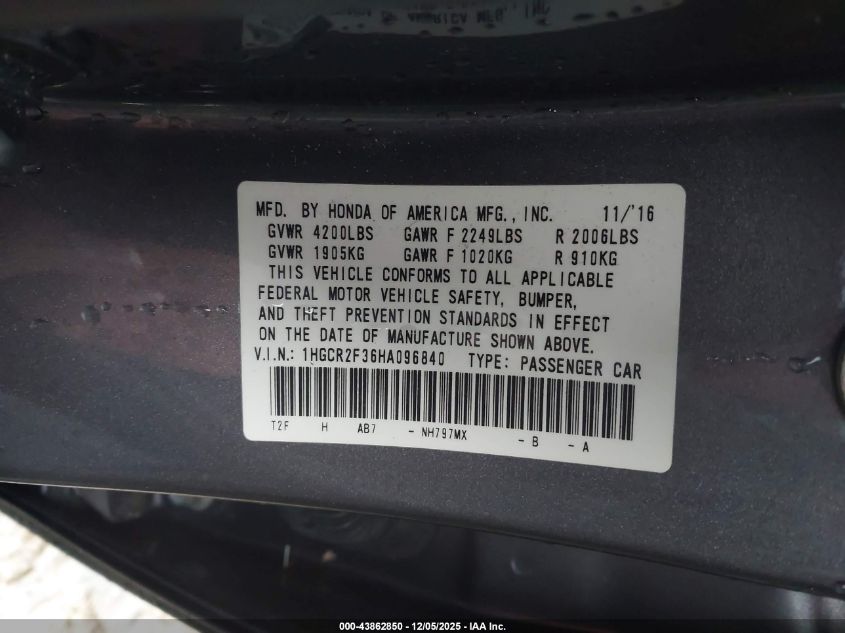 MFD. BY HONDA OF AMERICA MFG., INC. 11/'16
GVWR 4200LBS GAWR F 2249LBS R 2006LBS
GVWR 1905KG GAWR F 1020KG R 910KG
THIS VEHICLE CONFORMS TO ALL APPLICABLE
FEDERAL MOTOR VEHICLE SAFETY, BUMPER,
AND THEFT PREVENTION STANDARDS IN EFFECT
ON THE DATE OF MANUFACTURE SHOWN ABOVE.
V.I.N.: 1HGCR2F36HA096840 TYPE: PASSENGER CAR
T2F H AB7 - NH797MX - B - A
000-43862850 - 12/05/2025 - IAA Inc.